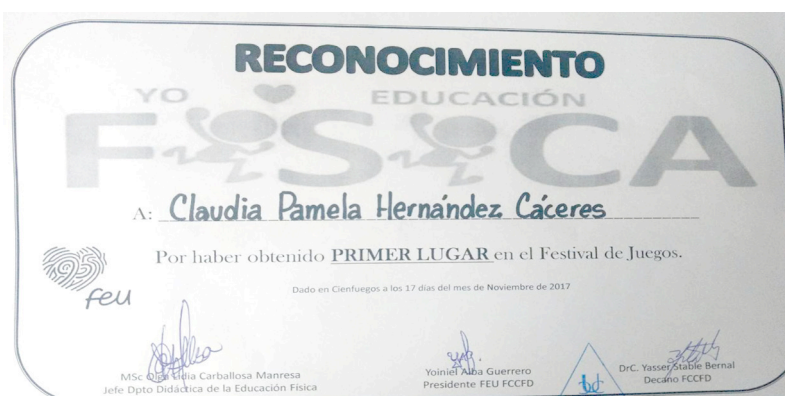 RECONOCIMIENTO
YO EDUCACIÓN
FÍSICA
A: Claudia Pamela Hernández Cáceres
Por haber obtenido PRIMER LUGAR en el Festival de Juegos.
95
feu
Dado en Cienfuegos a los 17 días del mes de Noviembre de 2017
MSc Olga Lidia Carballosa Manresa
Jefe Dpto Didáctica de la Educación Física
Yoiniel Alba Guerrero
Presidente FEU FCCFD
DrC. Yasser Stable Bernal
Decano FCCFD